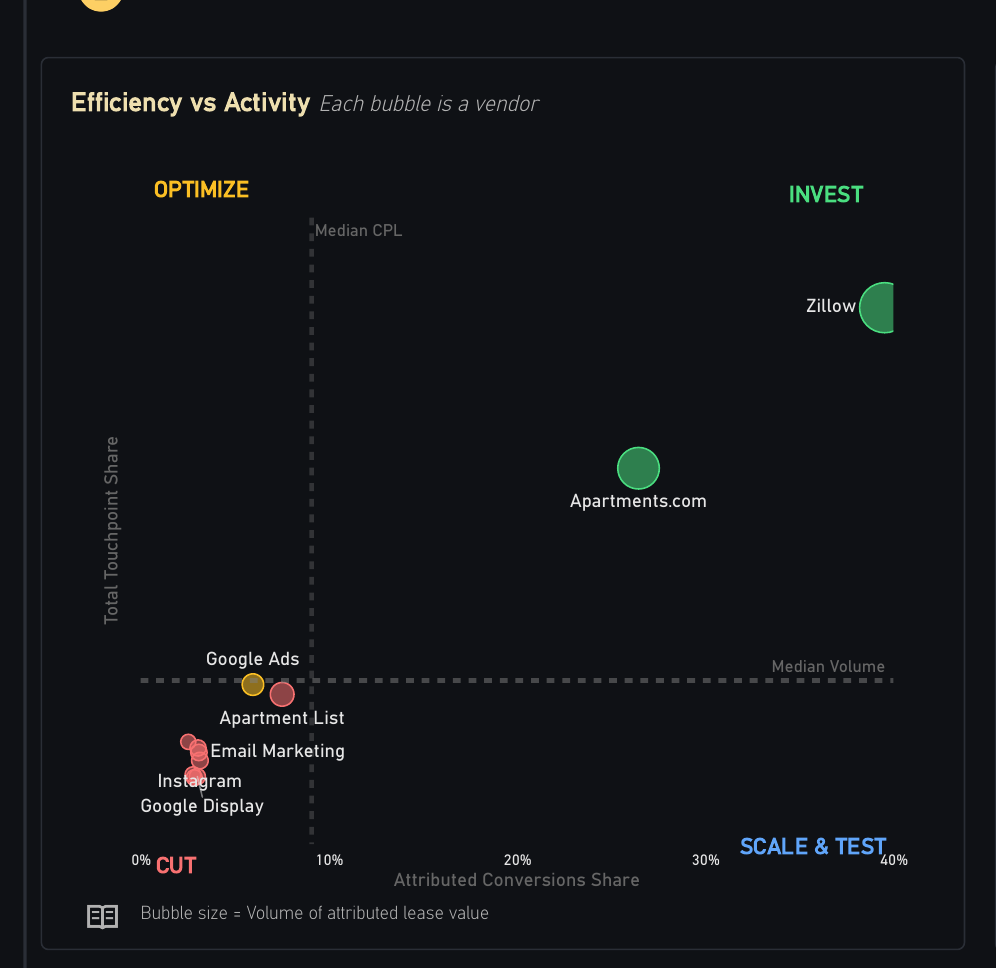 Efficiency vs Activity Each bubble is a vendor
OPTIMIZE
INVEST
Median CPL
Zillow
Apartments.com
Total Touchpoint Share
Google Ads
Median Volume
Apartment List
Email Marketing
Instagram
Google Display
SCALE & TEST
0% 10% 20% 30% 40%
CUT
Attributed Conversions Share
Bubble size = Volume of attributed lease value